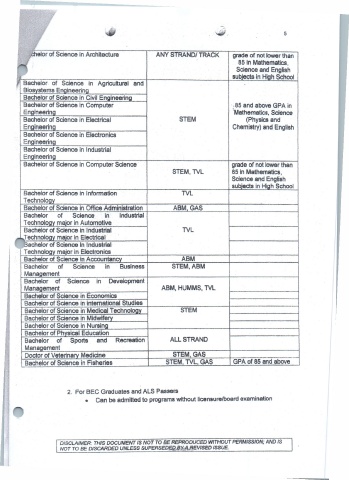 6
Bachelor of Science in Architecture
ANY STRAND/ TRACK
grade of not lower than
85 in Mathematics,
Science and English
subjects in High School
Bachelor of Science in Agricultural and
Biosystems Engineering
Bachelor of Science in Civil Engineering
Bachelor of Science in Computer
Engineering
Bachelor of Science in Electrical
Engineering
Bachelor of Science in Electronics
Engineering
Bachelor of Science in Industrial
Engineering
STEM
85 and above GPA in
Mathematics, Science
(Physics and
Chemistry) and English
Bachelor of Science in Computer Science
STEM, TVL
grade of not lower than
85 in Mathematics,
Science and English
subjects in High School
Bachelor of Science in Information
Technology
TVL
Bachelor of Science in Office Administration
ABM, GAS
Bachelor of Science in Industrial
Technology major in Automotive
Bachelor of Science in Industrial
Technology major in Electrical
Bachelor of Science in Industrial
Technology major in Electronics
TVL
Bachelor of Science in Accountancy
ABM
Bachelor of Science in Business
Management
STEM, ABM
Bachelor of Science in Development
Management
ABM, HUMMS, TVL
Bachelor of Science in Economics
Bachelor of Science in International Studies
Bachelor of Science in Medical Technology
STEM
Bachelor of Science in Midwifery
Bachelor of Science in Nursing
Bachelor of Physical Education
Bachelor of Sports and Recreation
Management
ALL STRAND
Doctor of Veterinary Medicine
STEM, GAS
Bachelor of Science in Fisheries
STEM, TVL, GAS
GPA of 85 and above
2. For BEC Graduates and ALS Passers
• Can be admitted to programs without licensure/board examination
DISCLAIMER: THIS DOCUMENT IS NOT TO BE REPRODUCED WITHOUT PERMISSION; AND IS
NOT TO BE DISCARDED UNLESS SUPERSEDED BY A REVISED ISSUE.